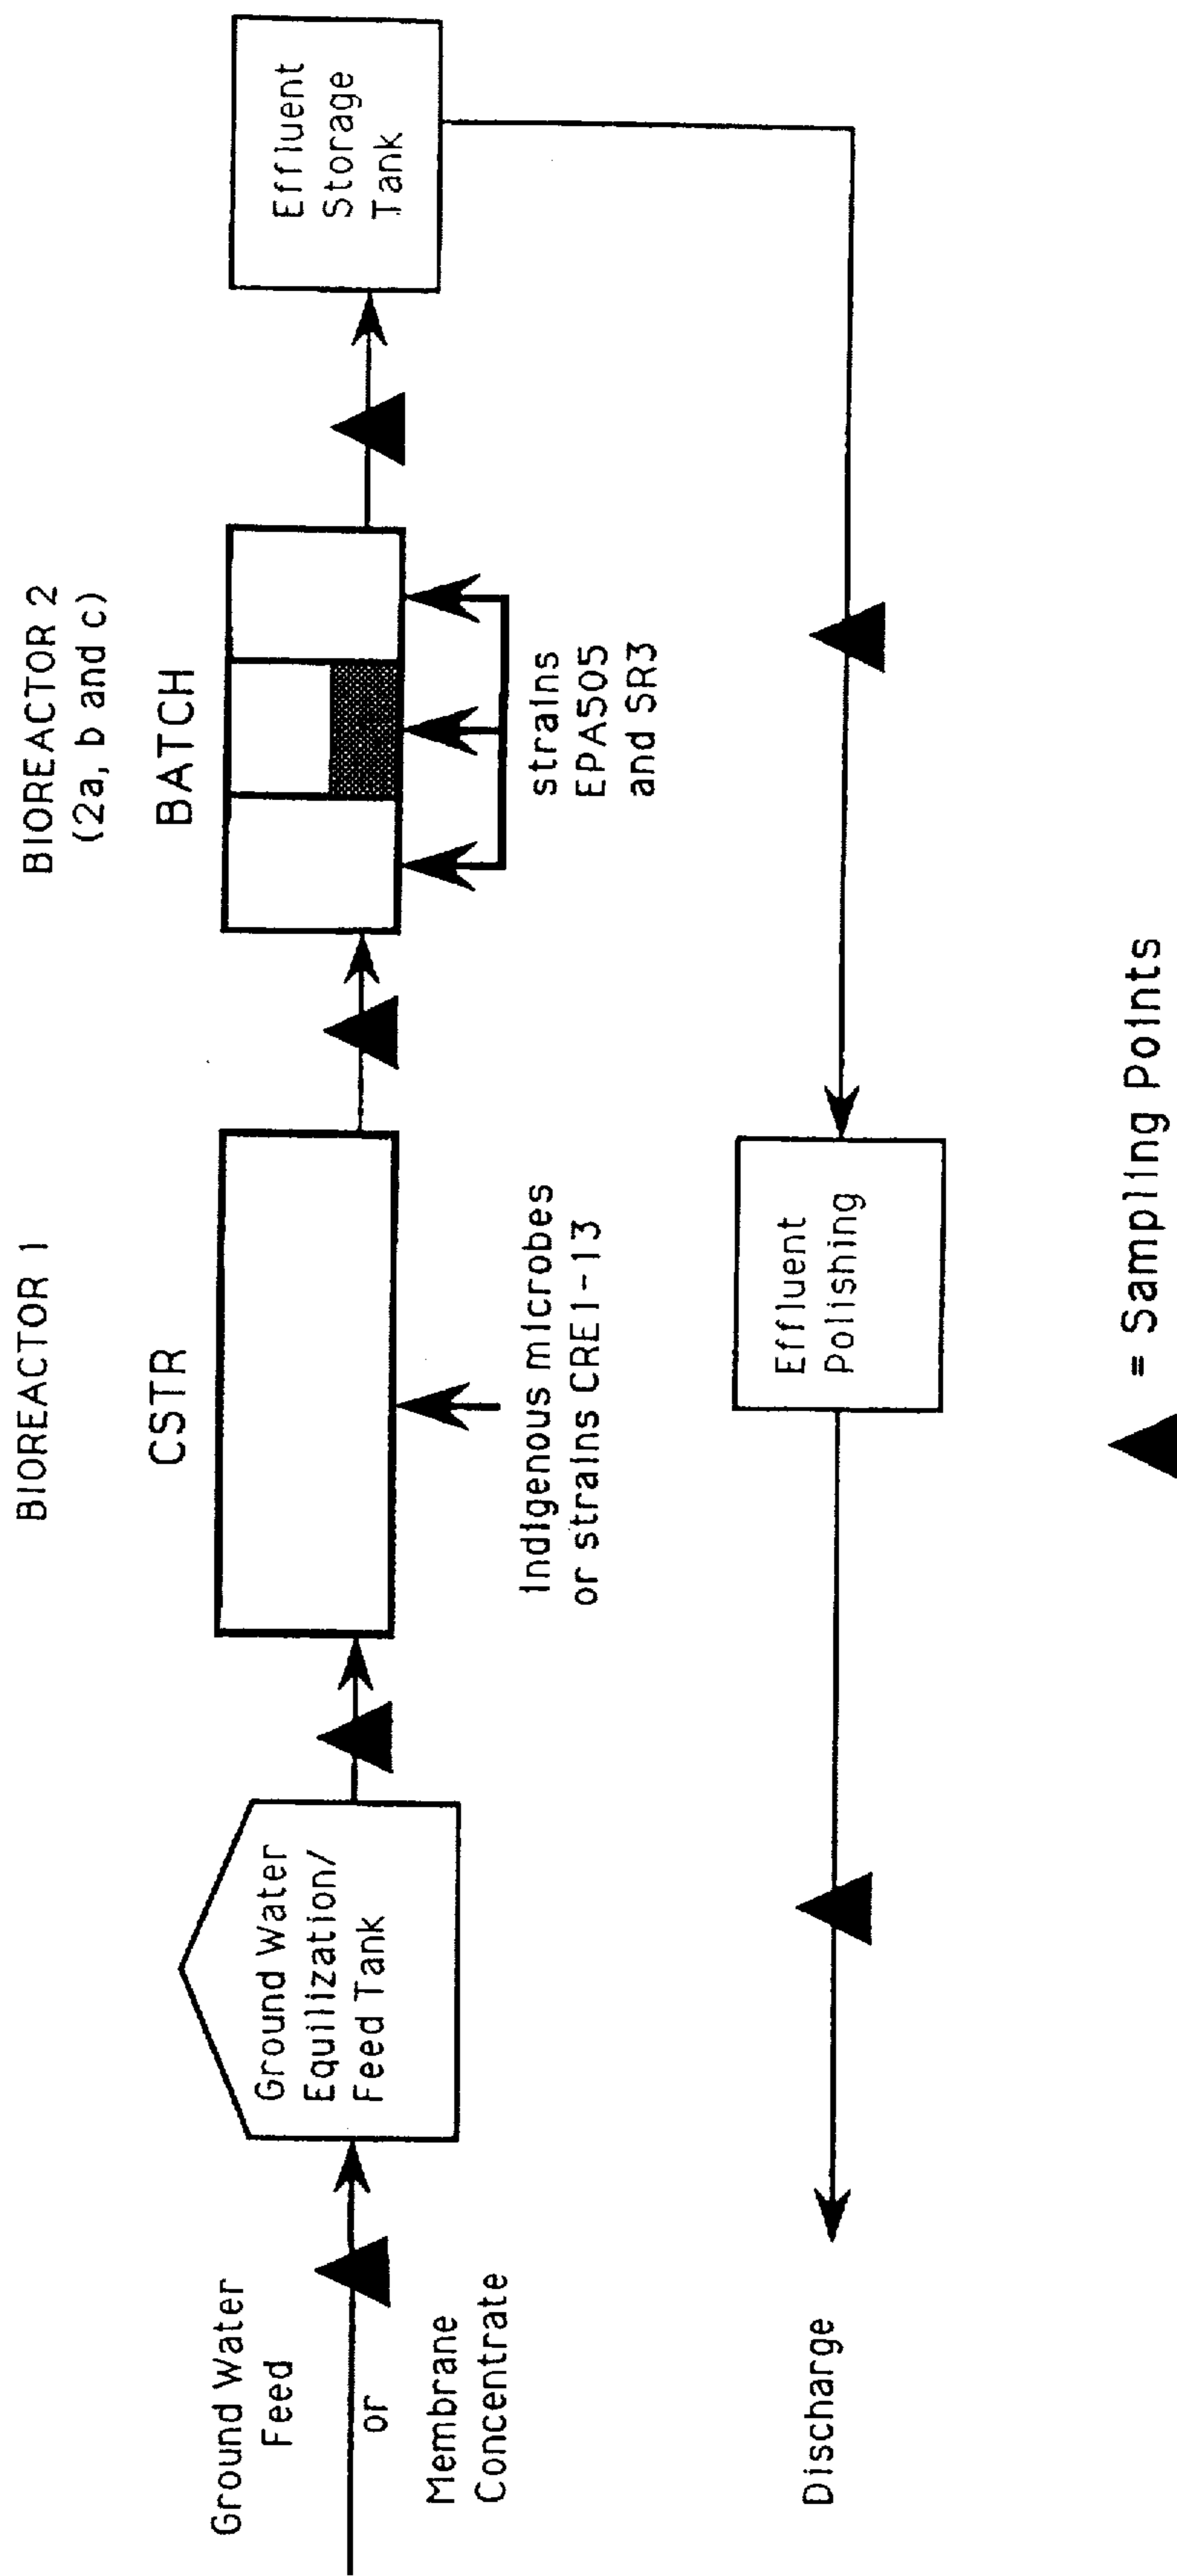 BIOREACTOR 1
CSTR
BIOREACTOR 2
(2a, b and c)
BATCH
Ground Water
Feed
or
Membrane
Concentrate
Ground Water
Equilization/
Feed Tank
Indigenous microbes
or strains CRE1-13
strains
EPA505
and SR3
Effluent
Storage
Tank
Discharge
Effluent
Polishing
= Sampling Points